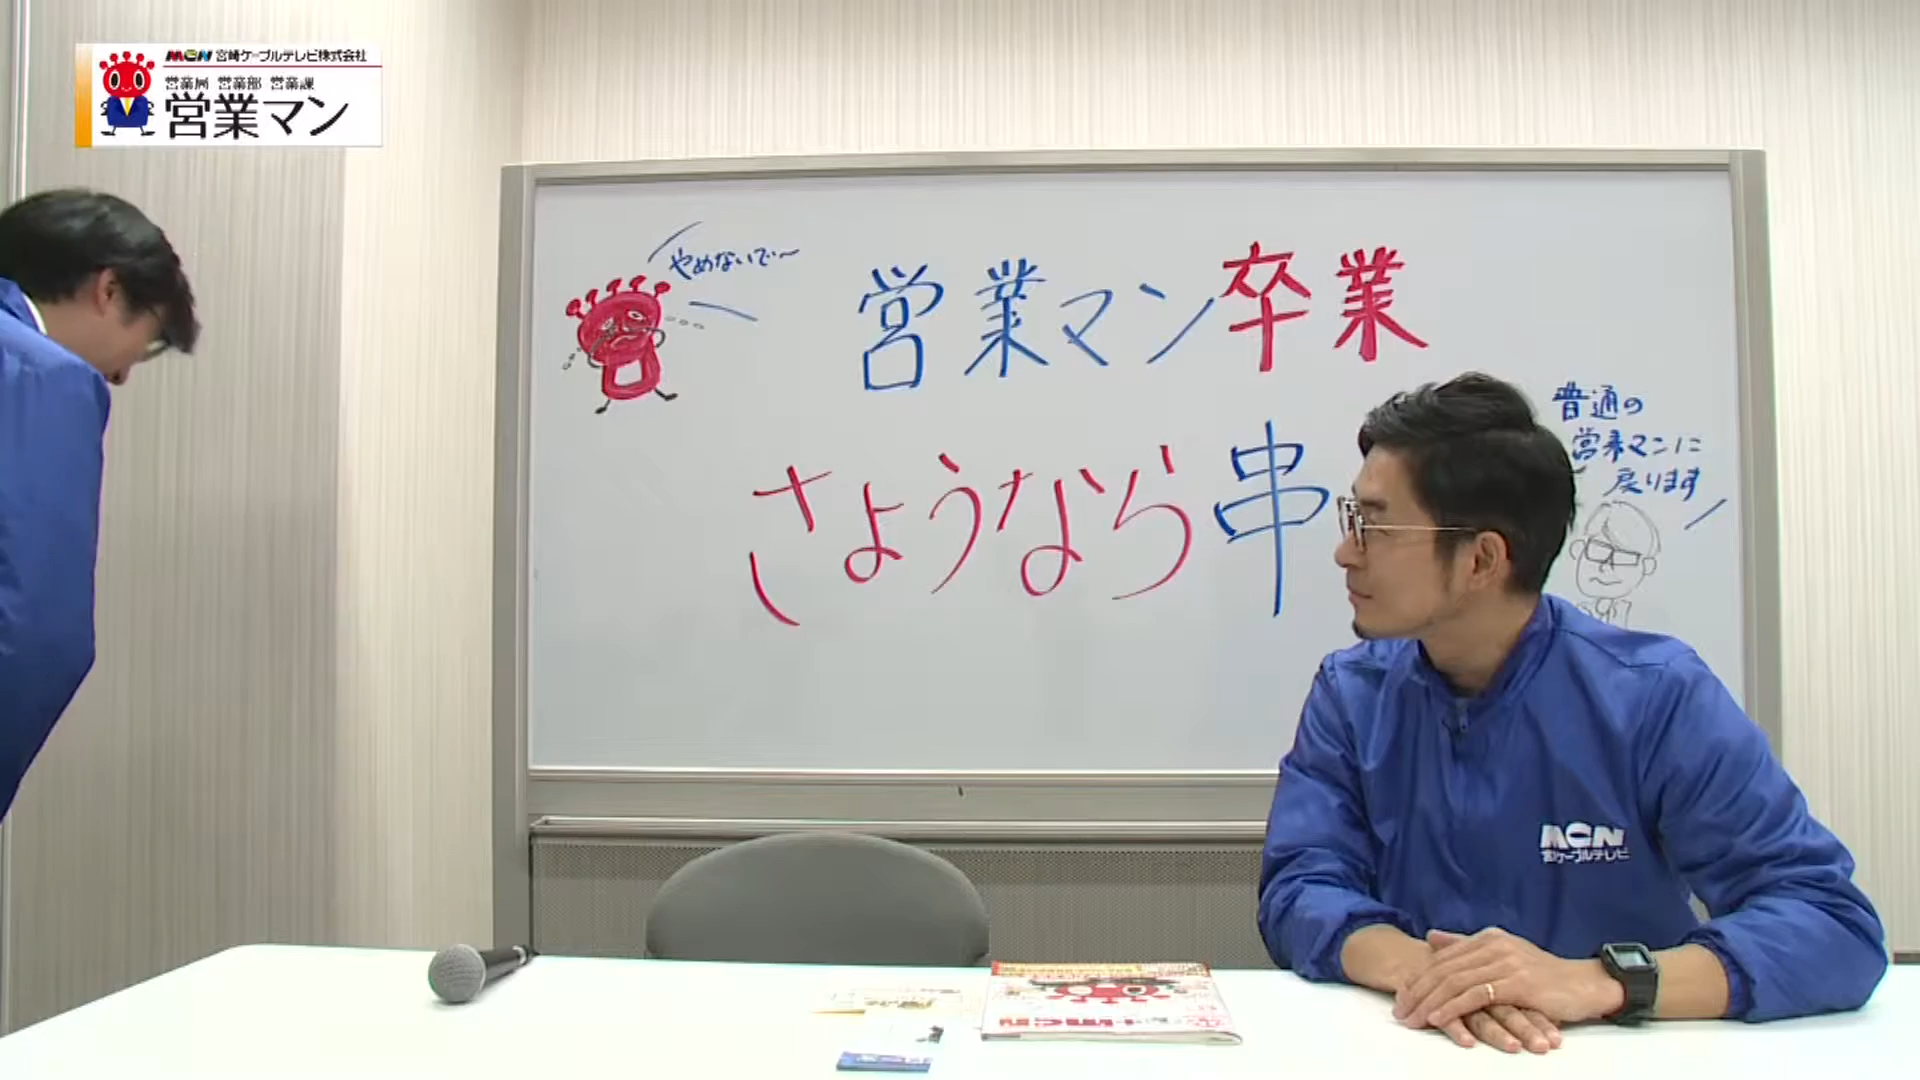 MCN 宮崎ケーブルテレビ株式会社
営業局 営業部 営業課
営業マン
やめないで〜
営業マン卒業
さようなら串
普通の
営業マンに
戻ります
MCN
宮崎ケーブルテレビ